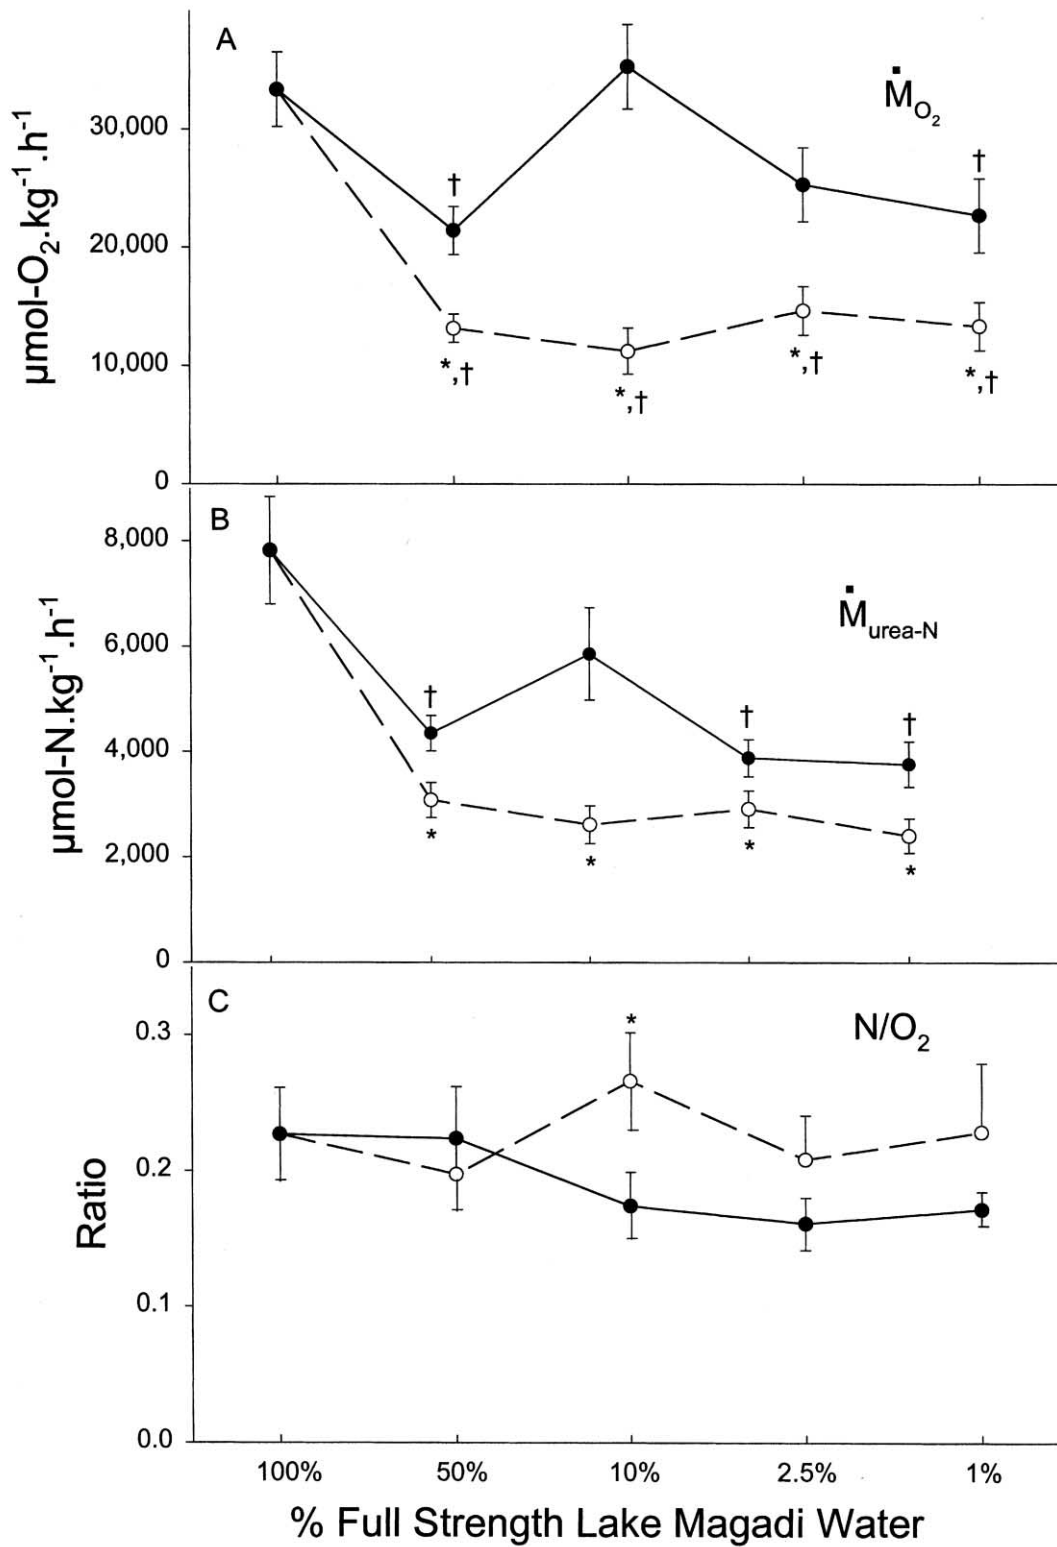 A
ṀO₂
µmol-O₂.kg⁻¹.h⁻¹
30,000
20,000
10,000
0
†
†
*,†
*,†
*,†
*,†
B
Ṁurea-N
µmol-N.kg⁻¹.h⁻¹
8,000
6,000
4,000
2,000
0
†
†
†
*
*
*
*
C
N/O₂
Ratio
0.3
0.2
0.1
0.0
*
100% 50% 10% 2.5% 1%
% Full Strength Lake Magadi Water